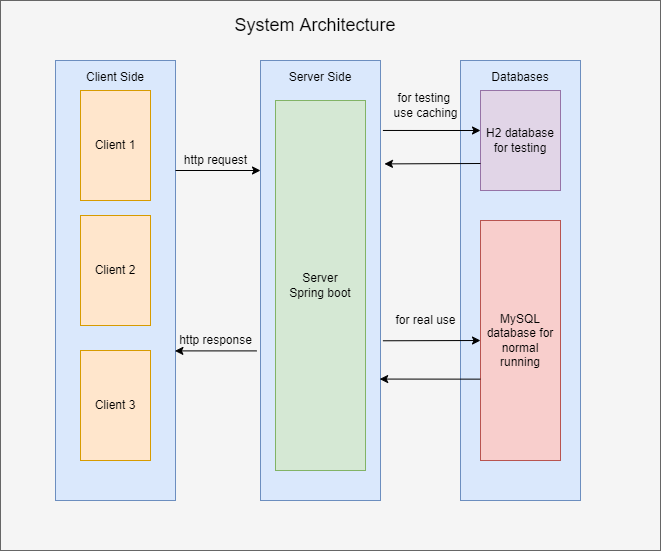 System Architecture
Client Side
Client 1
Client 2
Client 3
http request
http response
Server Side
Server
Spring boot
for testing
use caching
for real use
Databases
H2 database
for testing
MySQL
database for
normal
running